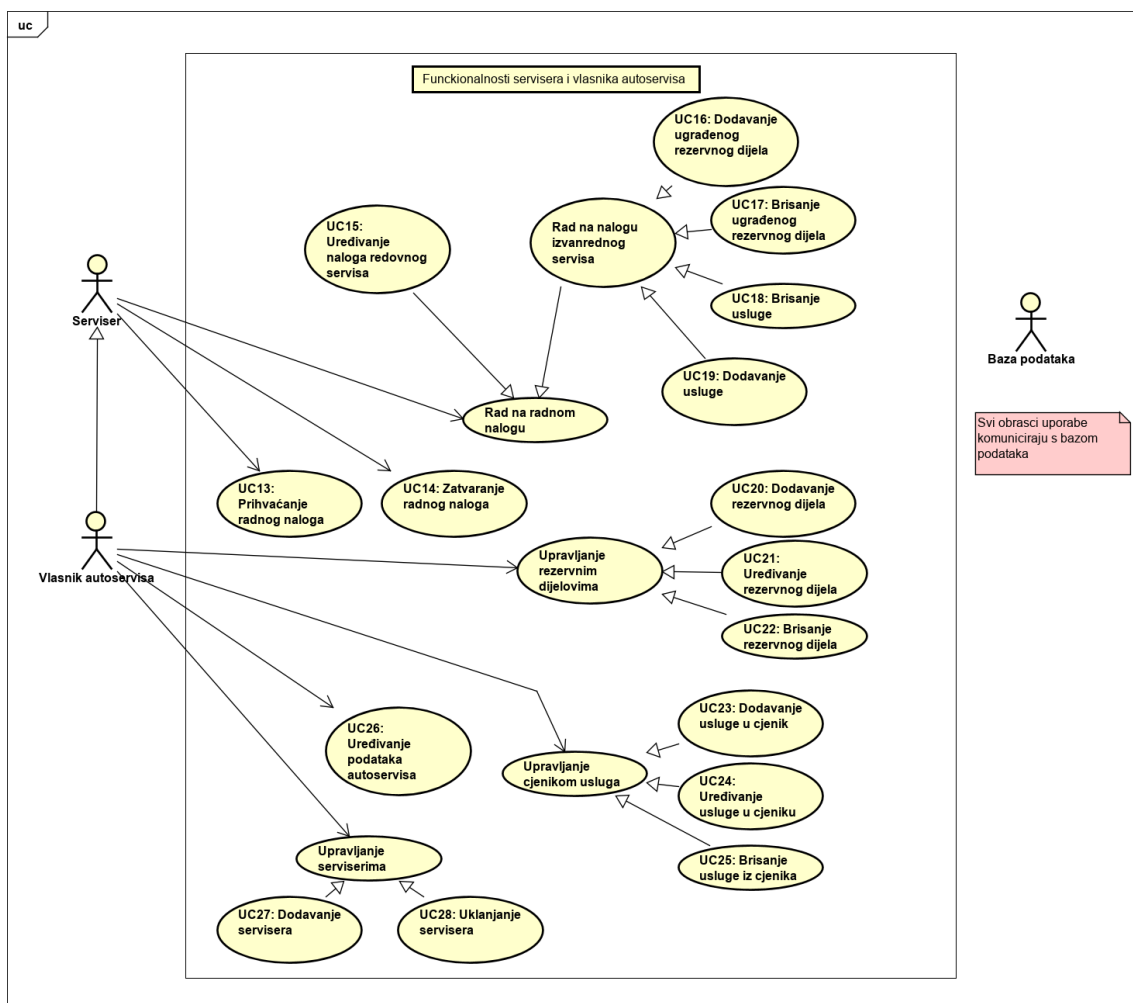 uc
Funckionalnosti servisera i vlasnika autoservisa
UC16: Dodavanje
ugrađenog
rezervnog dijela
UC17: Brisanje
ugrađenog
rezervnog dijela
UC15:
Uređivanje
naloga redovnog
servisa
Rad na nalogu
izvanrednog
servisa
UC18: Brisanje
usluge
Serviser
Baza podataka
UC19: Dodavanje
usluge
Rad na radnom
nalogu
Svi obrasci uporabe
komuniciraju s bazom
podataka
UC13:
Prihvaćanje
radnog naloga
UC14: Zatvaranje
radnog naloga
UC20: Dodavanje
rezervnog dijela
Vlasnik autoservisa
Upravljanje
rezervnim
dijelovima
UC21:
Uređivanje
rezervnog dijela
UC22: Brisanje
rezervnog dijela
UC23: Dodavanje
usluge u cjenik
UC26:
Uređivanje
podataka
autoservisa
Upravljanje
cjenikom usluga
UC24:
Uređivanje
usluge u cjeniku
UC25: Brisanje
usluge iz cjenika
Upravljanje
serviserima
UC27: Dodavanje
servisera
UC28: Uklanjanje
servisera